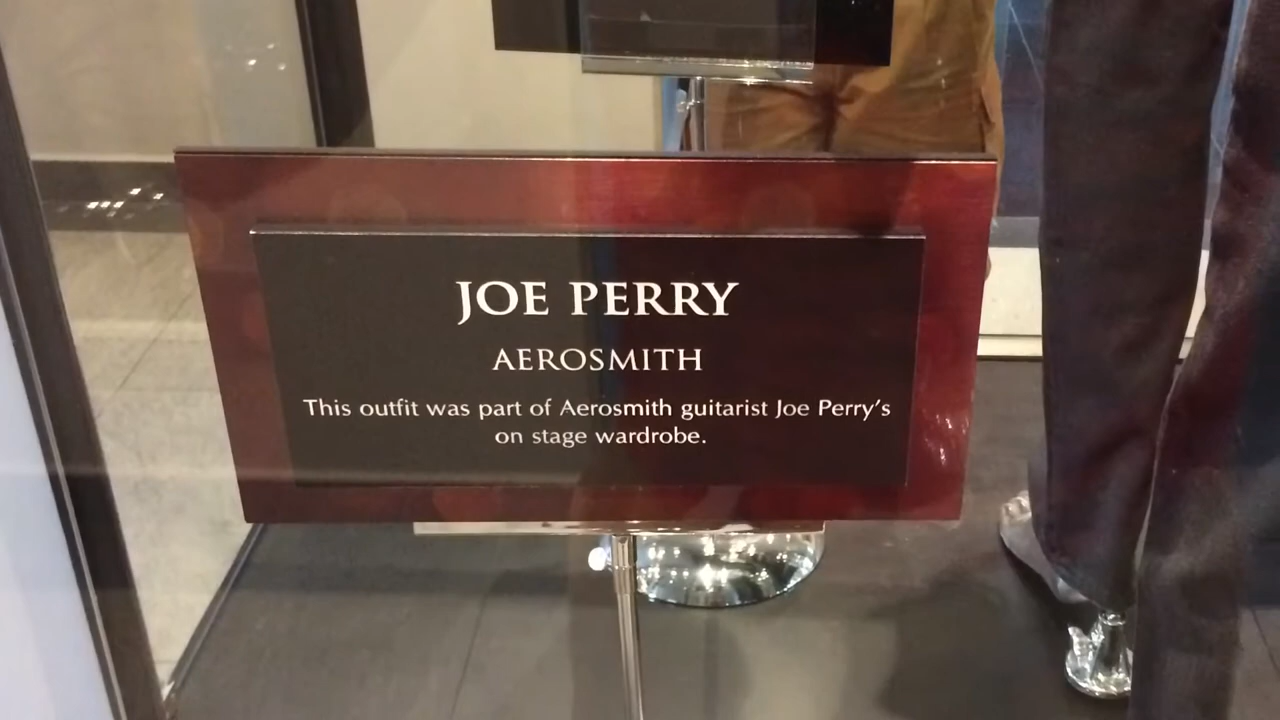 JOE PERRY
AEROSMITH
This outfit was part of Aerosmith guitarist Joe Perry's
on stage wardrobe.